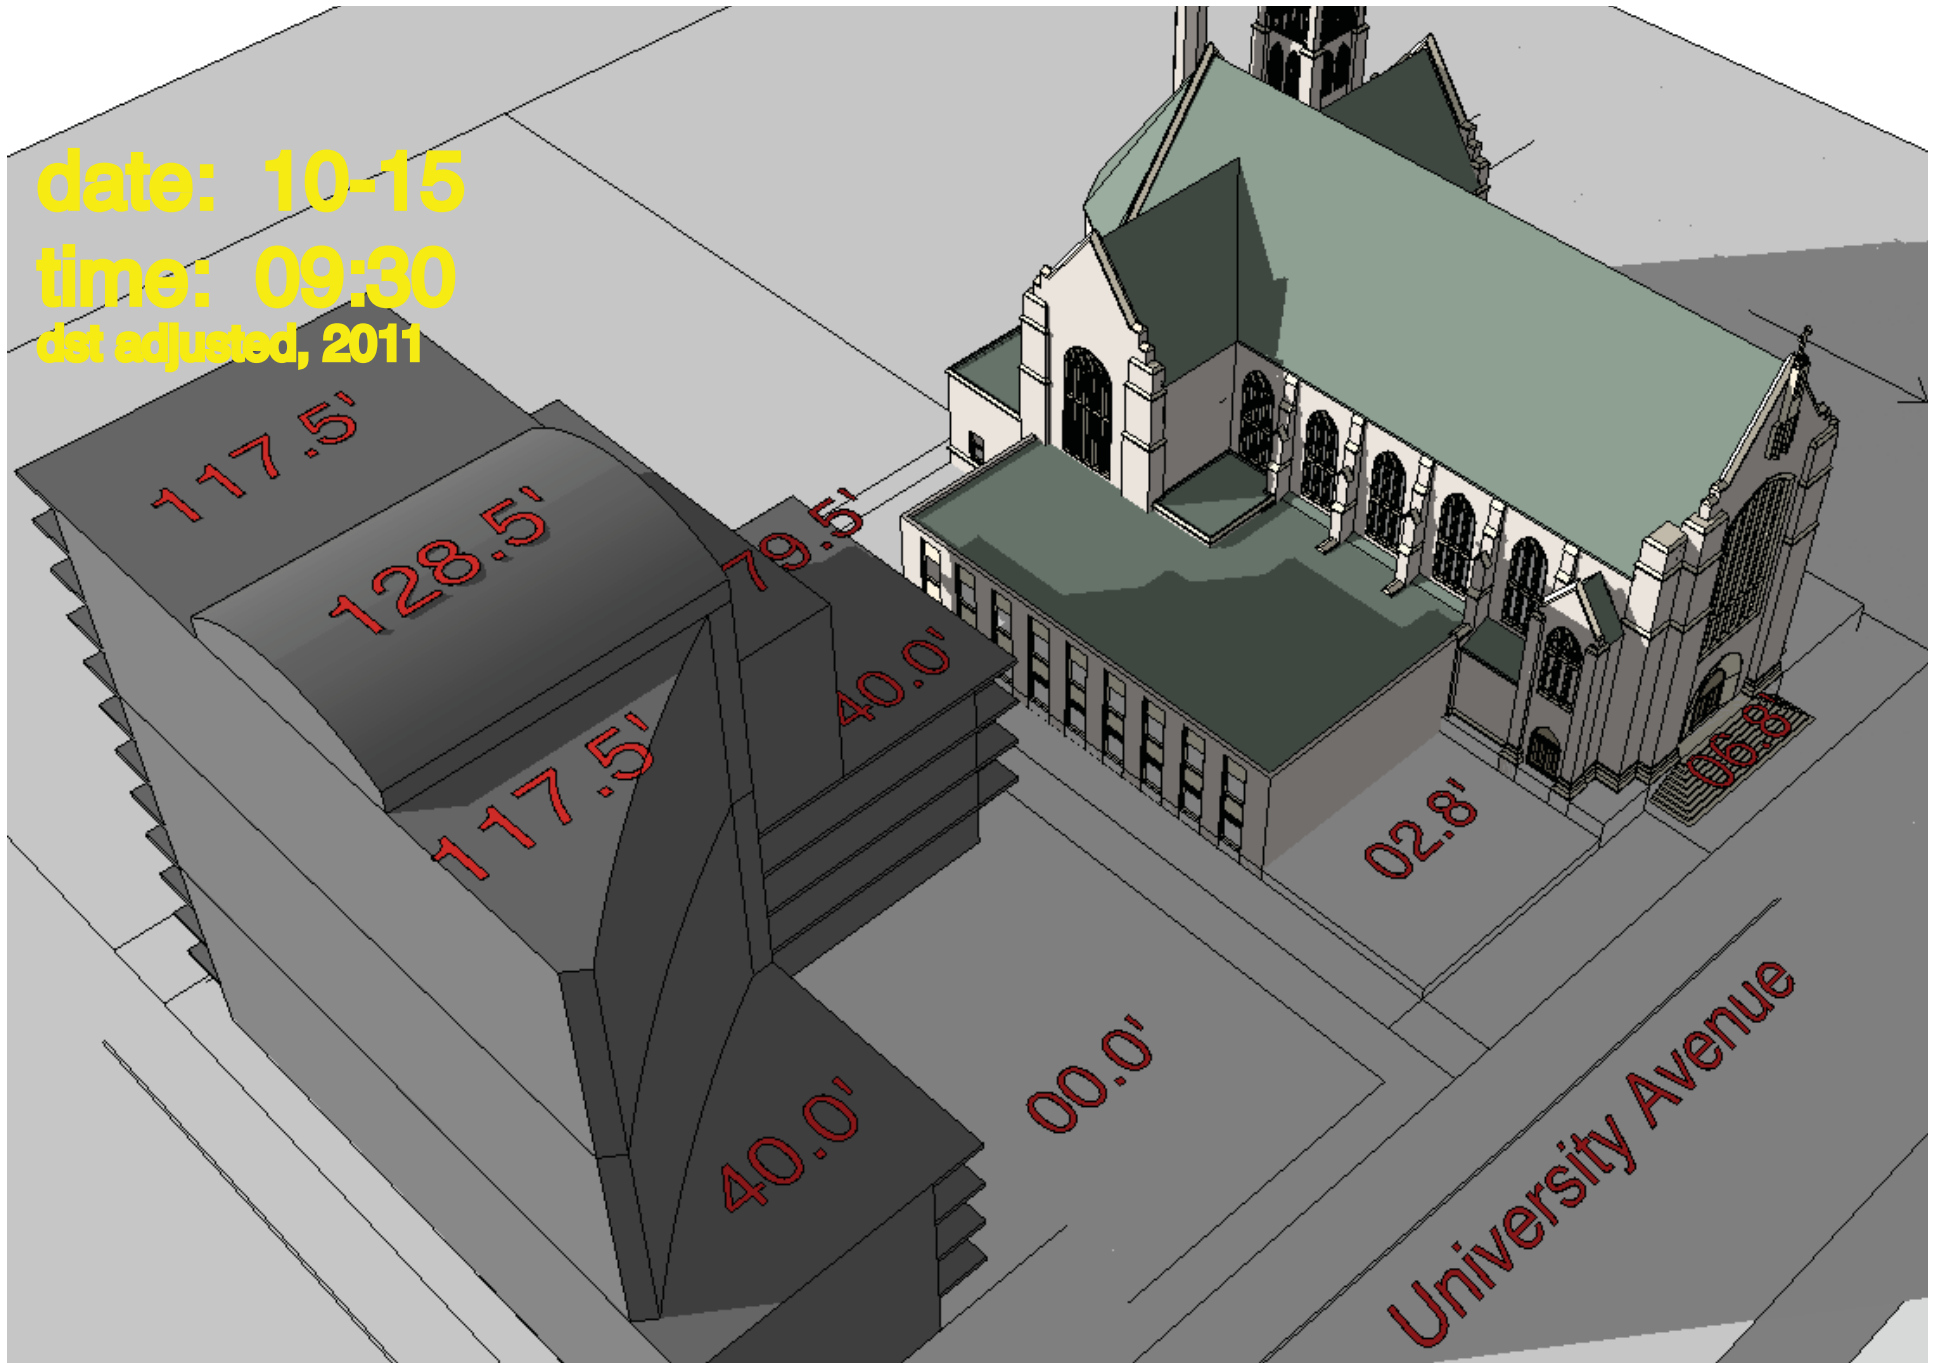 date: 10-15
time: 09:30
dst adjusted, 2011
117.5'
128.5'
79.5'
117.5'
40.0'
06.8'
02.8'
00.0'
40.0'
University Avenue